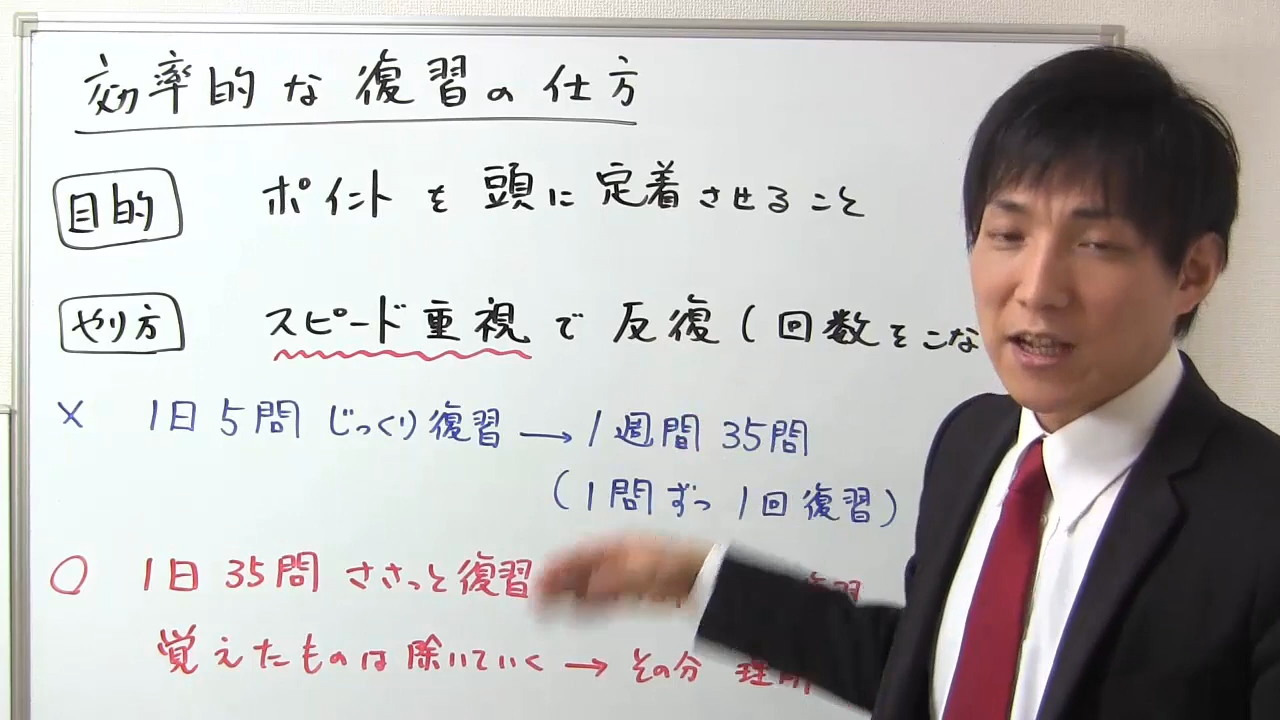 効率的な復習の仕方
目的 ポイントを頭に定着させること
やり方 スピード重視で反復(回数をこな
× 1日5問じっくり復習→1週間35問
(1問ずつ1回復習)
○ 1日35問ささっと復習 復習
覚えたものは除いていく→その分